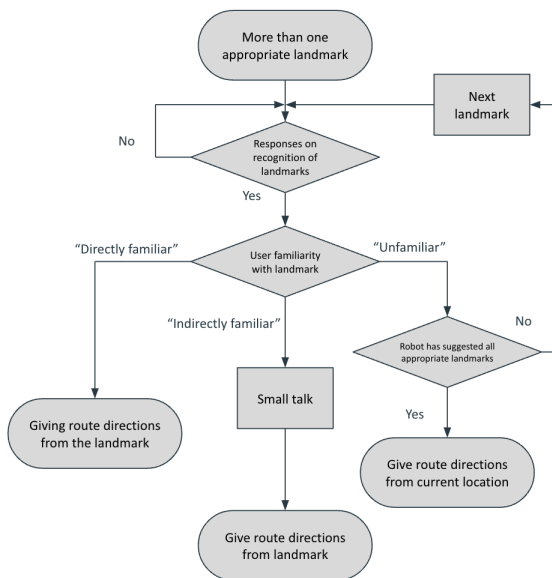 More than one
appropriate landmark
Next
landmark
No
Responses on
recognition of
landmarks
Yes
“Directly familiar”
User familiarity
with landmark
“Unfamiliar”
“Indirectly familiar”
No
Robot has suggested all
appropriate landmarks
Small talk
Yes
Giving route directions
from the landmark
Give route directions
from current location
Give route directions
from landmark